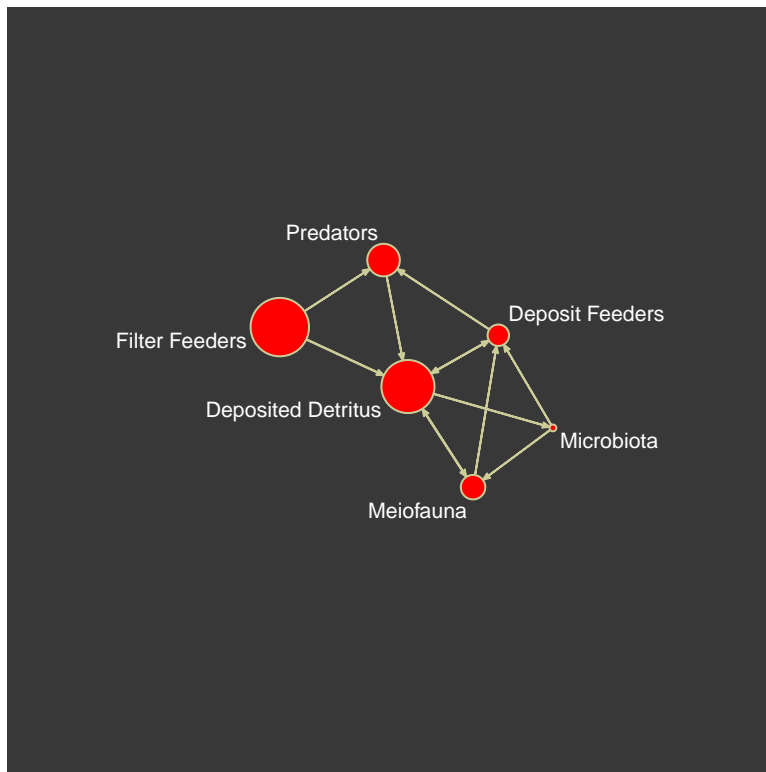 Predators
Deposit Feeders
Filter Feeders
Deposited Detritus
Microbiota
Meiofauna